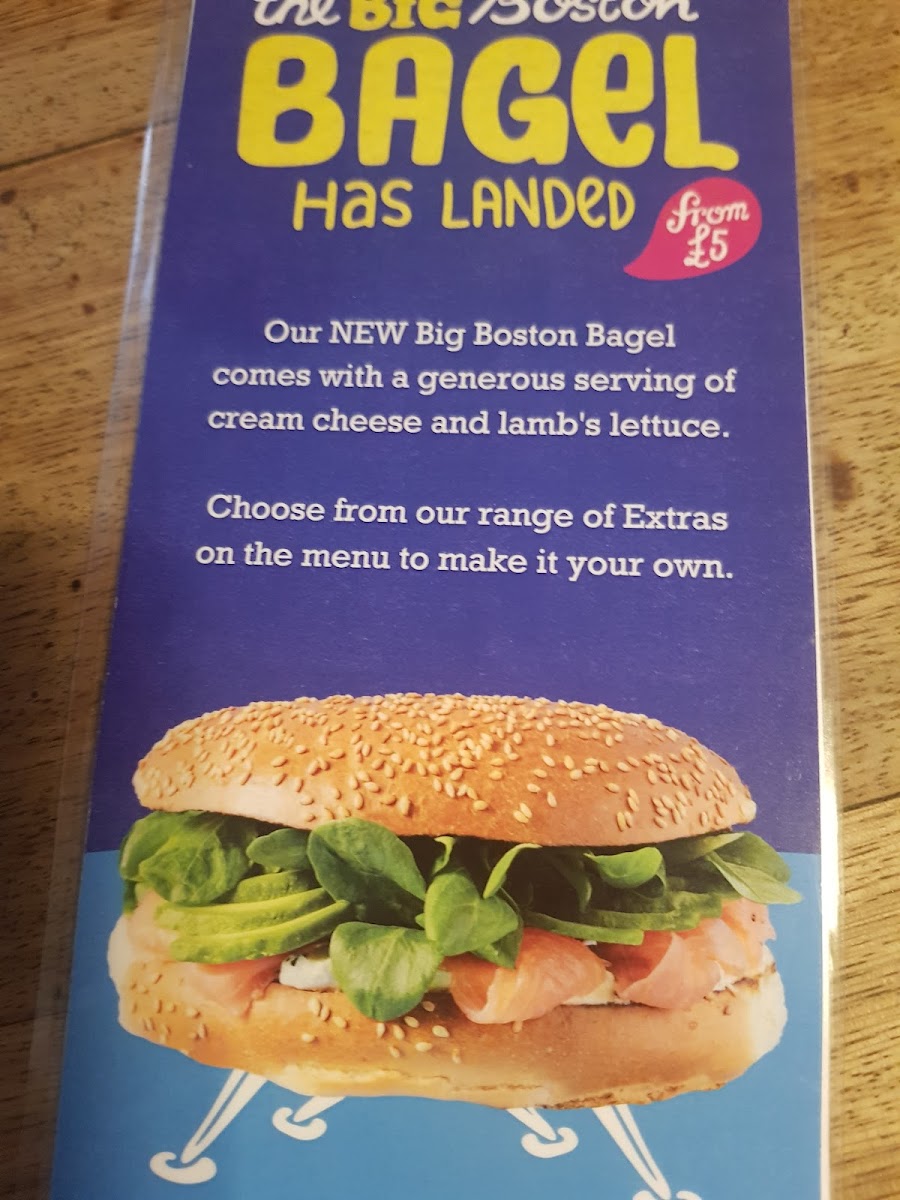 the BIG Boston
BAGeL
Has LANDeD
from
£5
Our NEW Big Boston Bagel
comes with a generous serving of
cream cheese and lamb's lettuce.
Choose from our range of Extras
on the menu to make it your own.